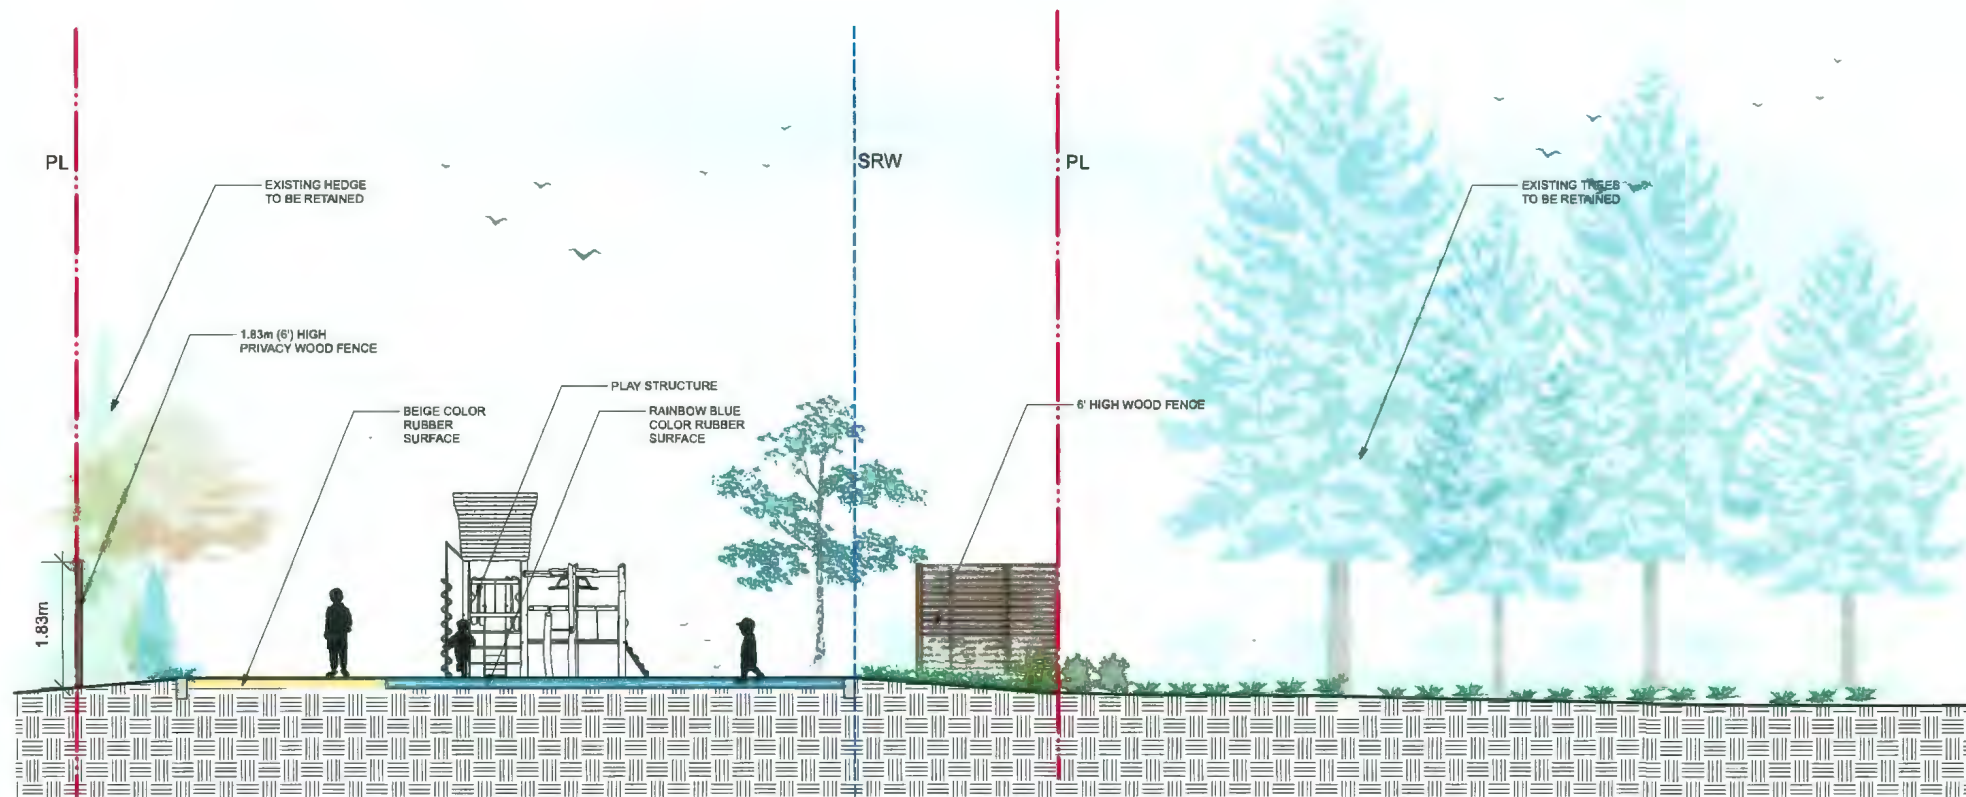 PL
SRW
PL
EXISTING HEDGE
TO BE RETAINED
EXISTING TREES
TO BE RETAINED
1.83m (6') HIGH
PRIVACY WOOD FENCE
PLAY STRUCTURE
BEIGE COLOR
RUBBER
SURFACE
RAINBOW BLUE
COLOR RUBBER
SURFACE
6' HIGH WOOD FENCE
1.83m